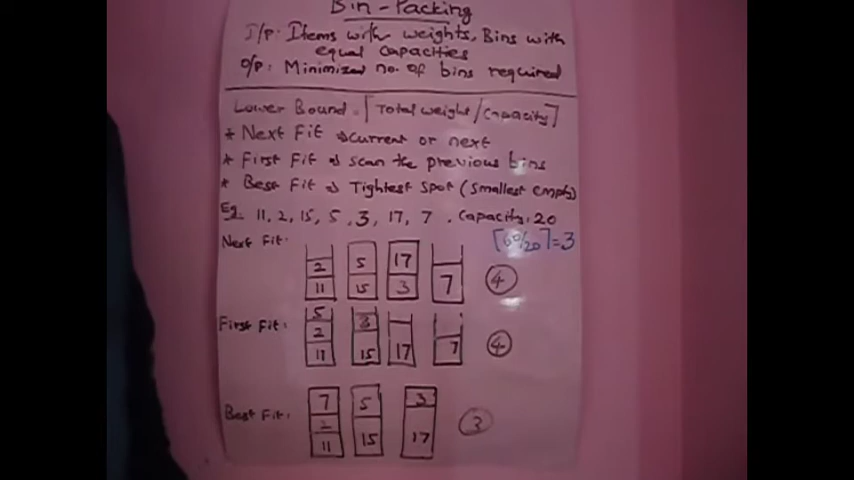 Bin-Packing
I/p: Items with weights, Bins with
equal capacities
O/p: Minimized no. of bins required
Lower Bound = ⌈Total weight / Capacity⌉
* Next Fit → current or next
* First Fit → scan the previous bins
* Best Fit → Tightest spot (smallest empty)
Eg. 11, 2, 15, 5, 3, 17, 7. Capacity: 20
⌈60/20⌉=3
Next Fit:
2 5 17
11 15 3 7 4
First Fit:
5 3
2
11 15 17 7 4
Best Fit:
7 5 3
2
11 15 17 3